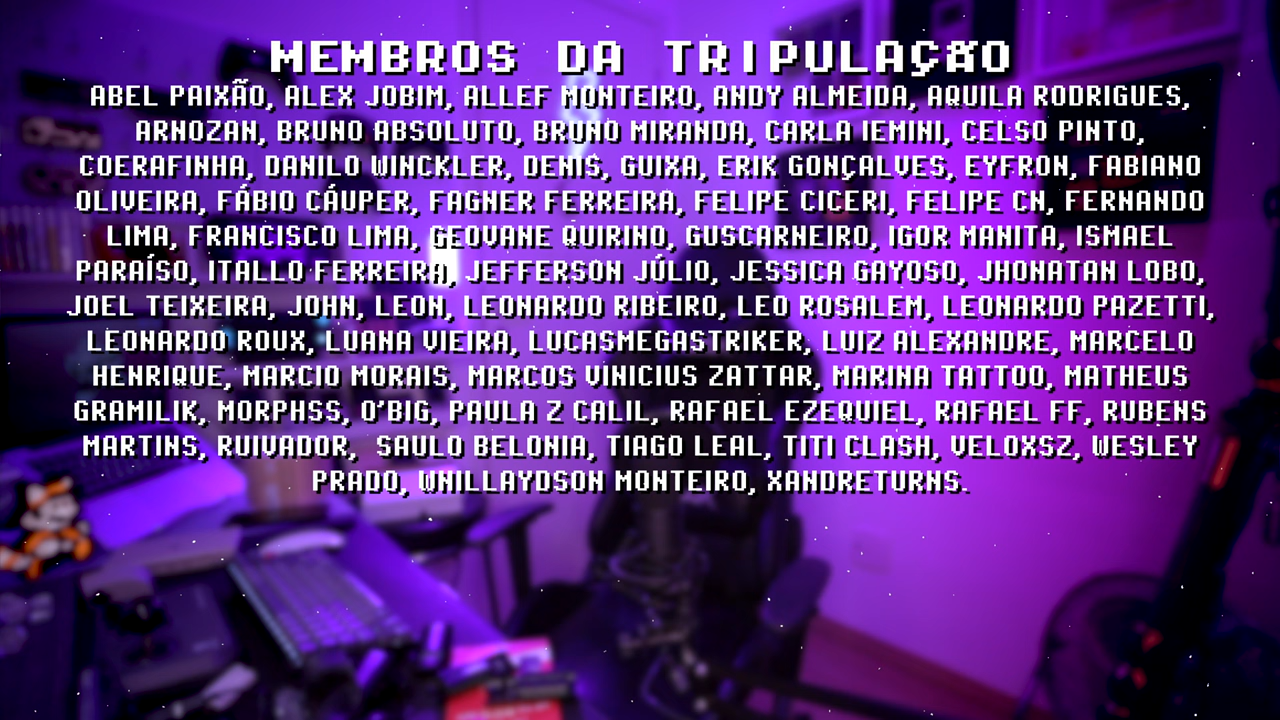 MEMBROS DA TRIPULAÇÃO
ABEL PAIXÃO, ALEX JOBIM, ALLEF MONTEIRO, ANDY ALMEIDA, AQUILA RODRIGUES,
ARNOZAN, BRUNO ABSOLUTO, BRUNO MIRANDA, CARLA IEMINI, CELSO PINTO,
COERAFINHA, DANILO WINCKLER, DENIS, GUIXA, ERIK GONÇALVES, EYFRON, FABIANO
OLIVEIRA, FÁBIO CÁUPER, FAGNER FERREIRA, FELIPE CICERI, FELIPE CN, FERNANDO
LIMA, FRANCISCO LIMA, GEOVANE QUIRINO, GUSCARNEIRO, IGOR MANITA, ISMAEL
PARAÍSO, ITALLO FERREIRA, JEFFERSON JÚLIO, JESSICA GAYOSO, JHONATAN LOBO,
JOEL TEIXEIRA, JOHN, LEON, LEONARDO RIBEIRO, LEO ROSALEM, LEONARDO PAZETTI,
LEONARDO ROUX, LUANA VIEIRA, LUCASMEGASTRIKER, LUIZ ALEXANDRE, MARCELO
HENRIQUE, MARCIO MORAIS, MARCOS VINICIUS ZATTAR, MARINA TATTOO, MATHEUS
GRAMILIK, MORPHSS, O'BIG, PAULA Z CALIL, RAFAEL EZEQUIEL, RAFAEL FF, RUBENS
MARTINS, RUIVADOR, SAULO BELONIA, TIAGO LEAL, TITI CLASH, VELOXSZ, WESLEY
PRADO, WNILLAYDSON MONTEIRO, XANDRETURNS.